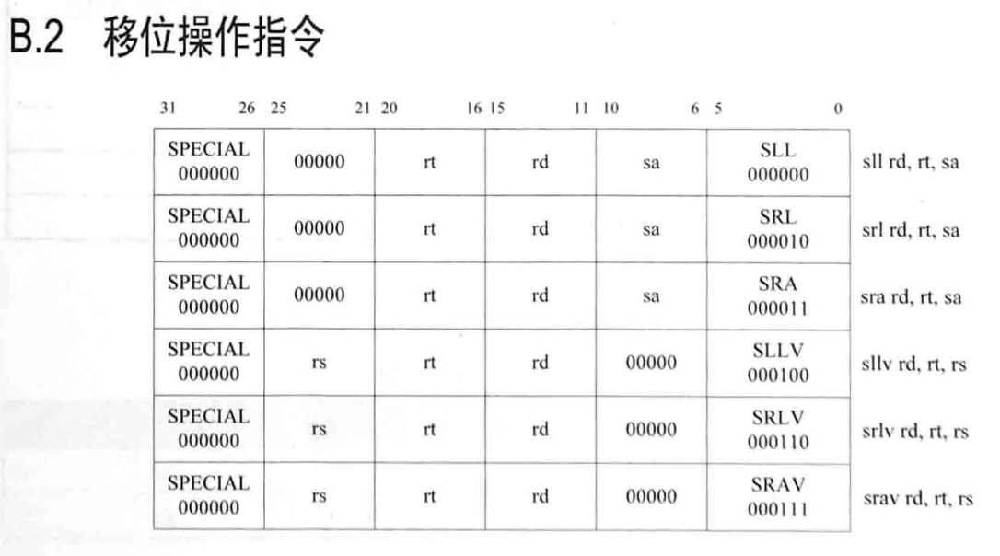 B.2 移位操作指令
31 26 25 21 20 16 15 11 10 6 5 0
SPECIAL 000000 00000 rt rd sa SLL 000000 sll rd, rt, sa
SPECIAL 000000 00000 rt rd sa SRL 000010 srl rd, rt, sa
SPECIAL 000000 00000 rt rd sa SRA 000011 sra rd, rt, sa
SPECIAL 000000 rs rt rd 00000 SLLV 000100 sllv rd, rt, rs
SPECIAL 000000 rs rt rd 00000 SRLV 000110 srlv rd, rt, rs
SPECIAL 000000 rs rt rd 00000 SRAV 000111 srav rd, rt, rs